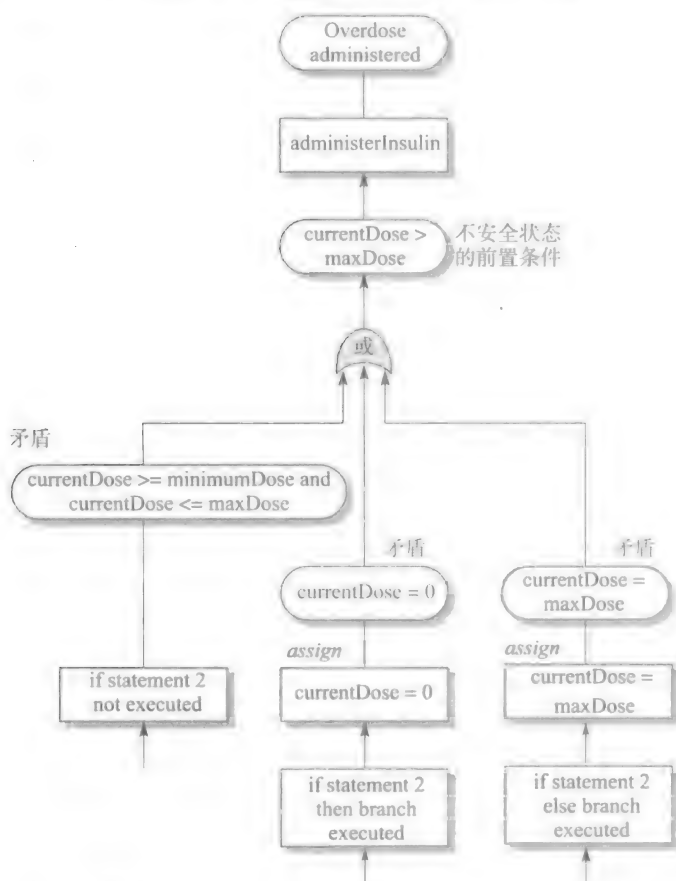 Overdose
administered
administerInsulin
currentDose >
maxDose
不安全状态
的前置条件
或
矛盾
currentDose >= minimumDose and
currentDose <= maxDose
矛盾
currentDose = 0
矛盾
currentDose =
maxDose
assign
currentDose = 0
assign
currentDose =
maxDose
if statement 2
not executed
if statement 2
then branch
executed
if statement 2
else branch
executed